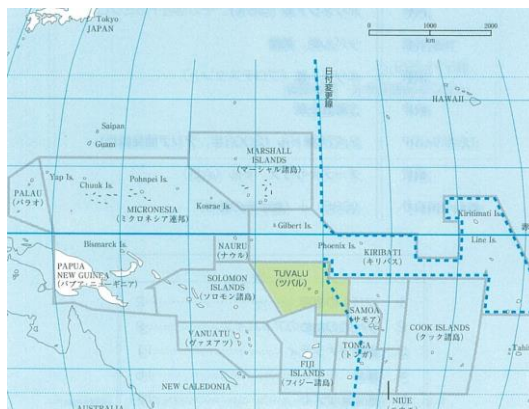 Tokyo
JAPAN
0
1000
2000
km
日付変更線
HAWAII
Saipan
Guam
MARSHALL
ISLANDS
(マーシャル諸島)
Yap Is.
Chuuk Is.
Pohnpei Is.
Kosrae Is.
PALAU
(パラオ)
MICRONESIA
(ミクロネシア連邦)
Gilbert Is.
Kiritimati Is.
Line Is.
赤
Phoenix Is.
KIRIBATI
(キリバス)
NAURU
(ナウル)
Bismarck Is.
PAPUA
NEW GUINEA
(パプア・ニューギニア)
SOLOMON
ISLANDS
(ソロモン諸島)
TUVALU
(ツバル)
SAMOA
(サモア)
COOK ISLANDS
(クック諸島)
VANUATU
(ヴァヌアツ)
FIJI
ISLANDS
(フィジー諸島)
TONGA
(トンガ)
Tahit
NEW CALEDONIA
NIUE
AUSTRALIA